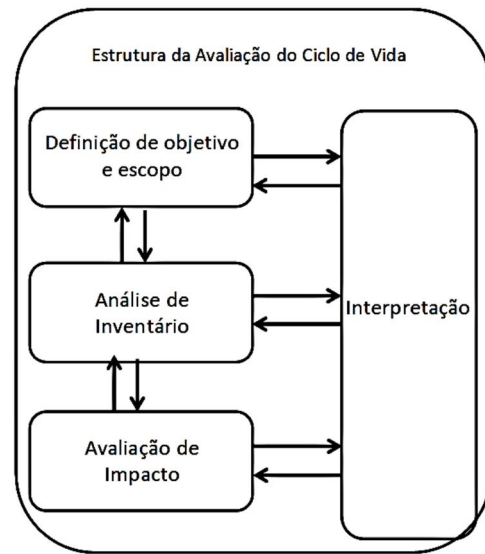 Estrutura da Avaliação do Ciclo de Vida
Definição de objetivo
e escopo
Análise de
Inventário
Interpretação
Avaliação de
Impacto